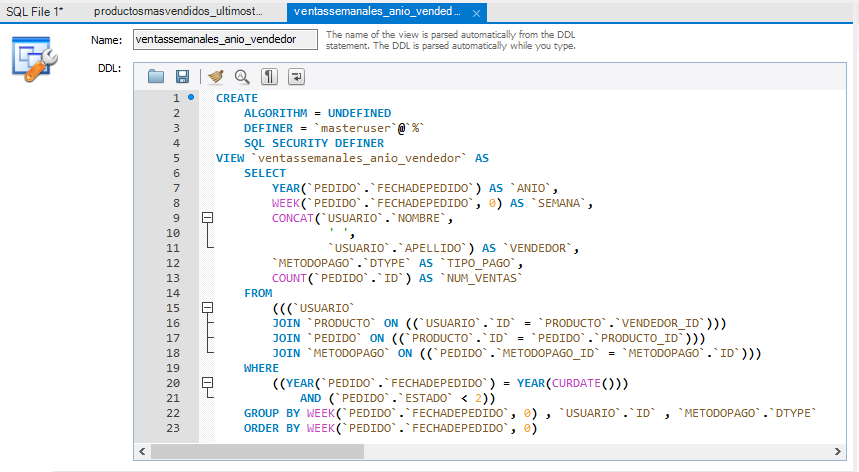 SQL File 1*
productosmasvendidos_ultimost...
ventassemanales_anio_vended...
Name:
ventassemanales_anio_vendedor
The name of the view is parsed automatically from the DDL
statement. The DDL is parsed automatically while you type.
DDL:
1 CREATE
2 ALGORITHM = UNDEFINED
3 DEFINER = `masteruser`@`%`
4 SQL SECURITY DEFINER
5 VIEW `ventassemanales_anio_vendedor` AS
6 SELECT
7 YEAR(`PEDIDO`.`FECHADEPEDIDO`) AS `ANIO`,
8 WEEK(`PEDIDO`.`FECHADEPEDIDO`, 0) AS `SEMANA`,
9 CONCAT(`USUARIO`.`NOMBRE`,
10 ' ',
11 `USUARIO`.`APELLIDO`) AS `VENDEDOR`,
12 `METODOPAGO`.`DTYPE` AS `TIPO_PAGO`,
13 COUNT(`PEDIDO`.`ID`) AS `NUM_VENTAS`
14 FROM
15 (((`USUARIO`
16 JOIN `PRODUCTO` ON ((`USUARIO`.`ID` = `PRODUCTO`.`VENDEDOR_ID`)))
17 JOIN `PEDIDO` ON ((`PRODUCTO`.`ID` = `PEDIDO`.`PRODUCTO_ID`)))
18 JOIN `METODOPAGO` ON ((`PEDIDO`.`METODOPAGO_ID` = `METODOPAGO`.`ID`)))
19 WHERE
20 ((YEAR(`PEDIDO`.`FECHADEPEDIDO`) = YEAR(CURDATE()))
21 AND (`PEDIDO`.`ESTADO` < 2))
22 GROUP BY WEEK(`PEDIDO`.`FECHADEPEDIDO`, 0) , `USUARIO`.`ID` , `METODOPAGO`.`DTYPE`
23 ORDER BY WEEK(`PEDIDO`.`FECHADEPEDIDO`, 0)